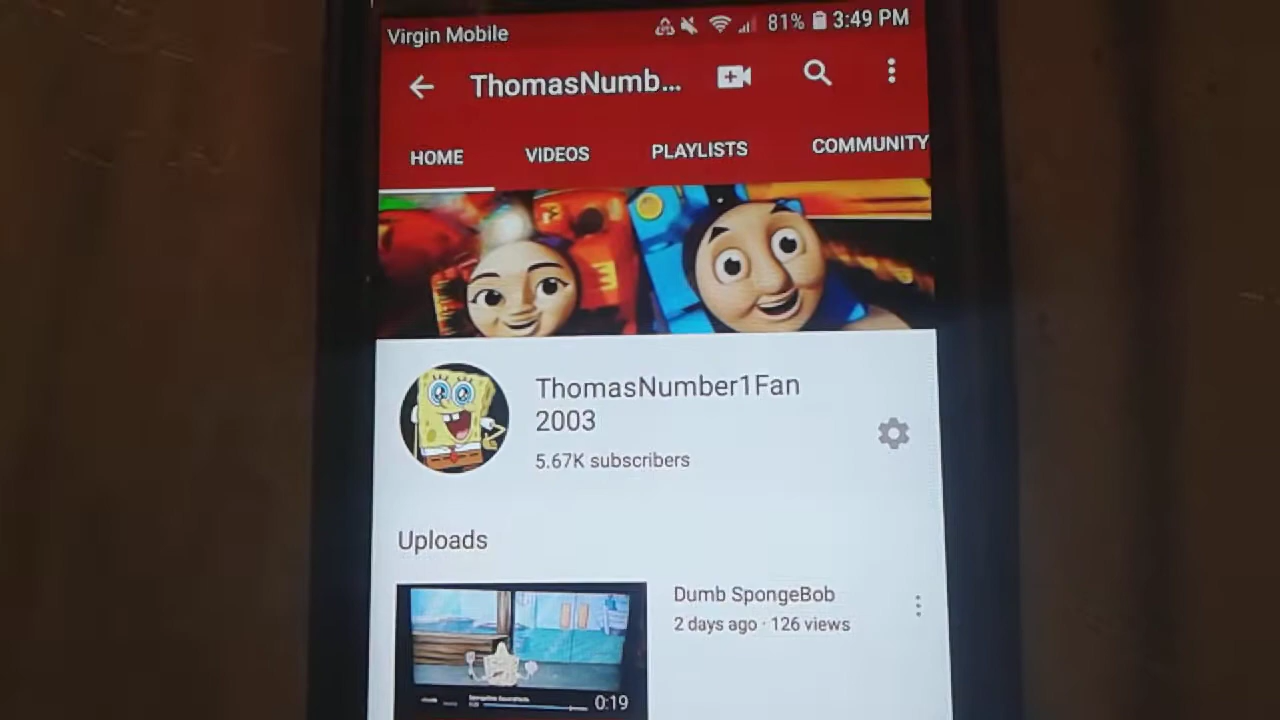 Virgin Mobile 81% 3:49 PM
ThomasNumb...
HOME VIDEOS PLAYLISTS COMMUNITY
ThomasNumber1Fan
2003
5.67K subscribers
Uploads
Dumb SpongeBob
2 days ago · 126 views
0:19